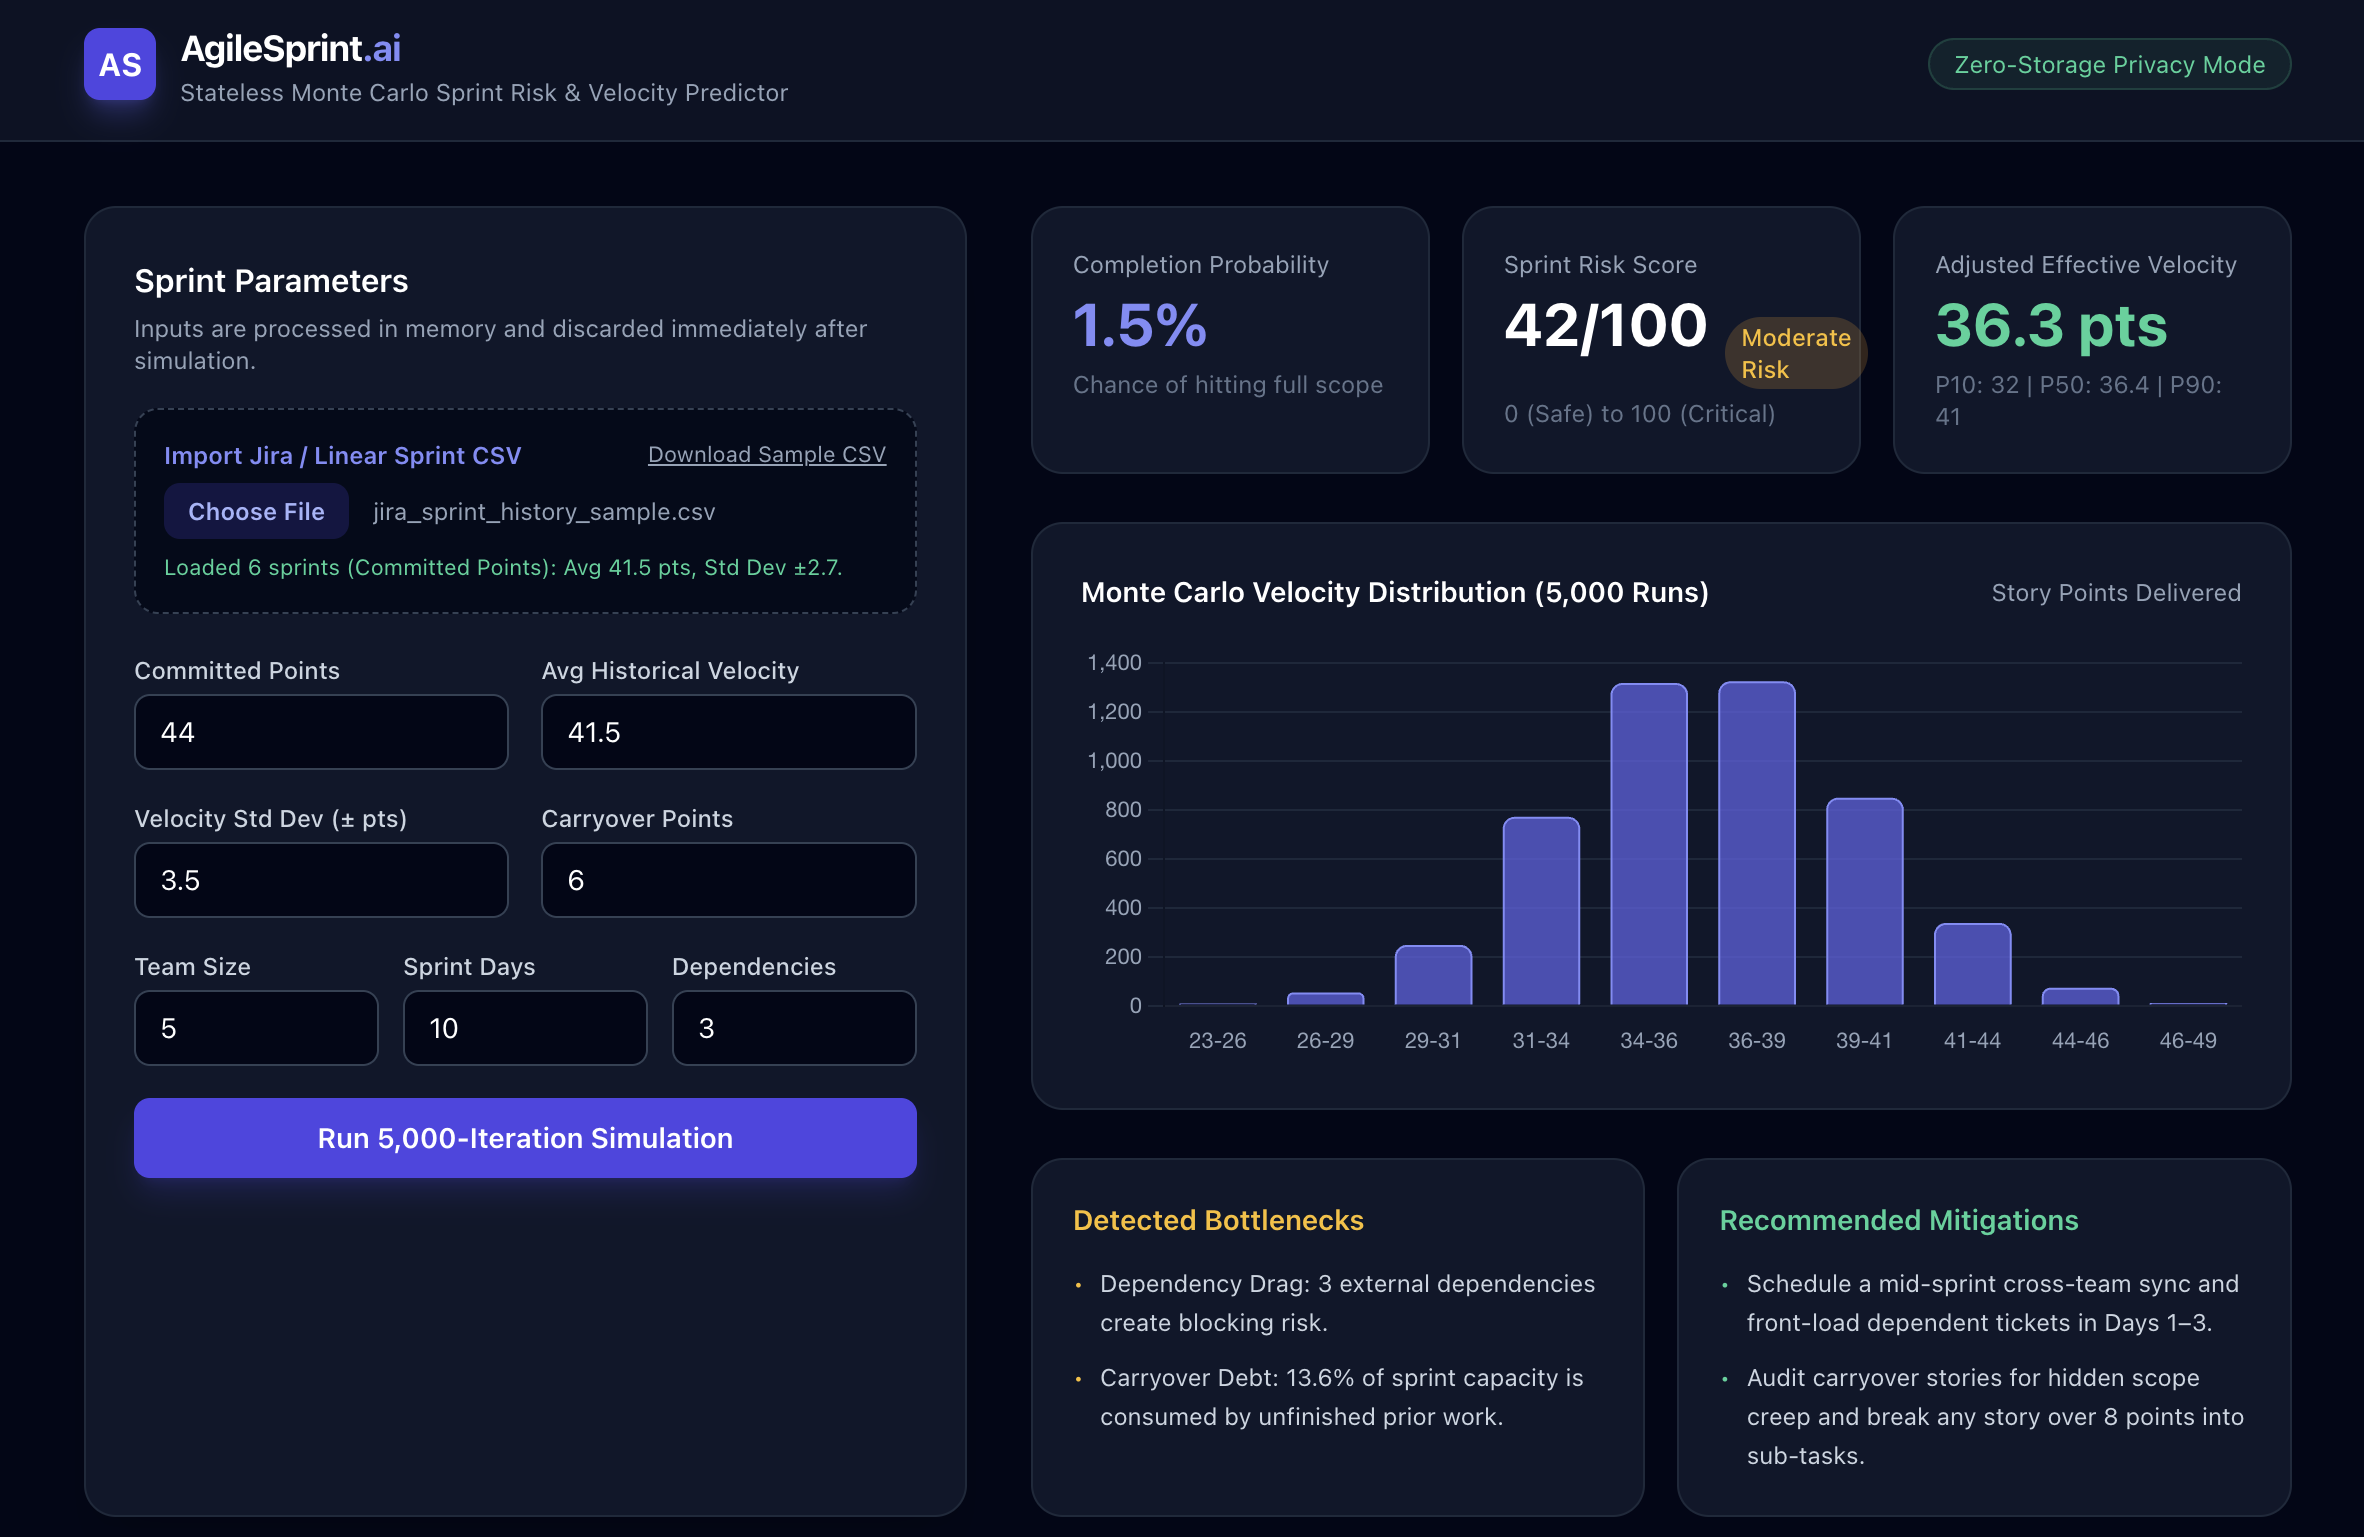 AS
AgileSprint.ai
Stateless Monte Carlo Sprint Risk & Velocity Predictor
Zero-Storage Privacy Mode
Sprint Parameters
Inputs are processed in memory and discarded immediately after
simulation.
Import Jira / Linear Sprint CSV
Download Sample CSV
Choose File
jira_sprint_history_sample.csv
Loaded 6 sprints (Committed Points): Avg 41.5 pts, Std Dev ±2.7.
Committed Points
Avg Historical Velocity
44
41.5
Velocity Std Dev (± pts)
Carryover Points
3.5
6
Team Size
Sprint Days
Dependencies
5
10
3
Run 5,000-Iteration Simulation
Completion Probability
1.5%
Chance of hitting full scope
Sprint Risk Score
42/100
Moderate
Risk
0 (Safe) to 100 (Critical)
Adjusted Effective Velocity
36.3 pts
P10: 32 | P50: 36.4 | P90:
41
Monte Carlo Velocity Distribution (5,000 Runs)
Story Points Delivered
1,400
1,200
1,000
800
600
400
200
0
23-26
26-29
29-31
31-34
34-36
36-39
39-41
41-44
44-46
46-49
Detected Bottlenecks
• Dependency Drag: 3 external dependencies
create blocking risk.
• Carryover Debt: 13.6% of sprint capacity is
consumed by unfinished prior work.
Recommended Mitigations
• Schedule a mid-sprint cross-team sync and
front-load dependent tickets in Days 1–3.
• Audit carryover stories for hidden scope
creep and break any story over 8 points into
sub-tasks.